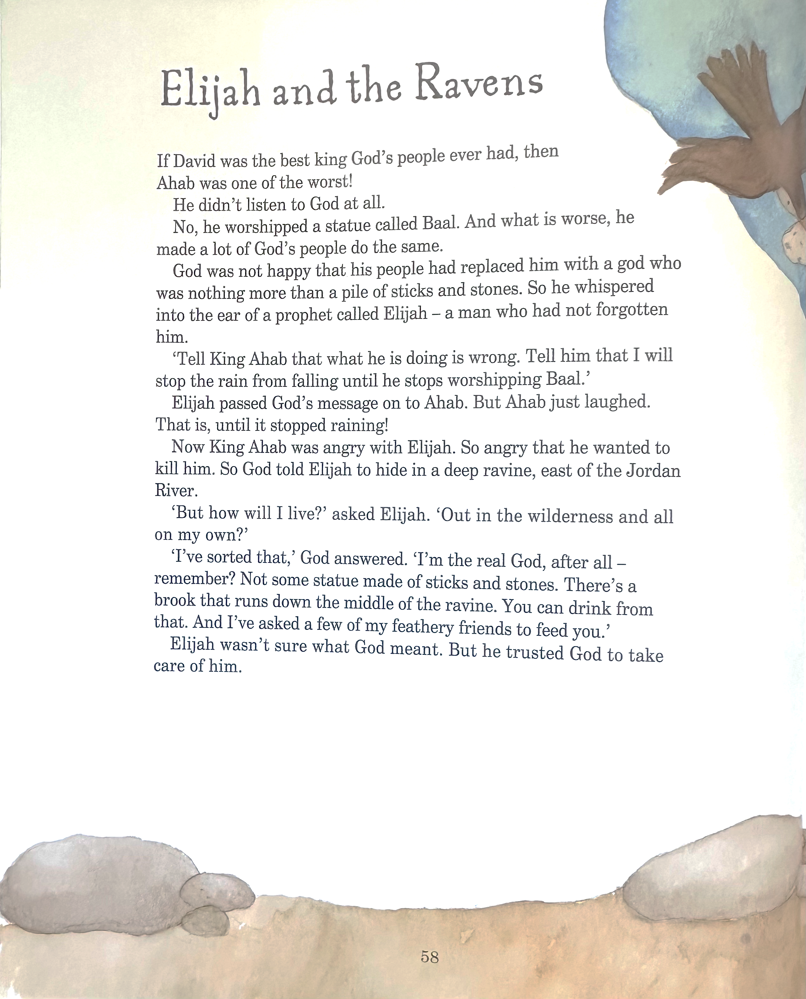 Elijah and the Ravens
If David was the best king God’s people ever had, then
Ahab was one of the worst!
He didn’t listen to God at all.
No, he worshipped a statue called Baal. And what is worse, he
made a lot of God’s people do the same.
God was not happy that his people had replaced him with a god who
was nothing more than a pile of sticks and stones. So he whispered
into the ear of a prophet called Elijah – a man who had not forgotten
him.
‘Tell King Ahab that what he is doing is wrong. Tell him that I will
stop the rain from falling until he stops worshipping Baal.’
Elijah passed God’s message on to Ahab. But Ahab just laughed.
That is, until it stopped raining!
Now King Ahab was angry with Elijah. So angry that he wanted to
kill him. So God told Elijah to hide in a deep ravine, east of the Jordan
River.
‘But how will I live?’ asked Elijah. ‘Out in the wilderness and all
on my own?’
‘I’ve sorted that,’ God answered. ‘I’m the real God, after all –
remember? Not some statue made of sticks and stones. There’s a
brook that runs down the middle of the ravine. You can drink from
that. And I’ve asked a few of my feathery friends to feed you.’
Elijah wasn’t sure what God meant. But he trusted God to take
care of him.
58